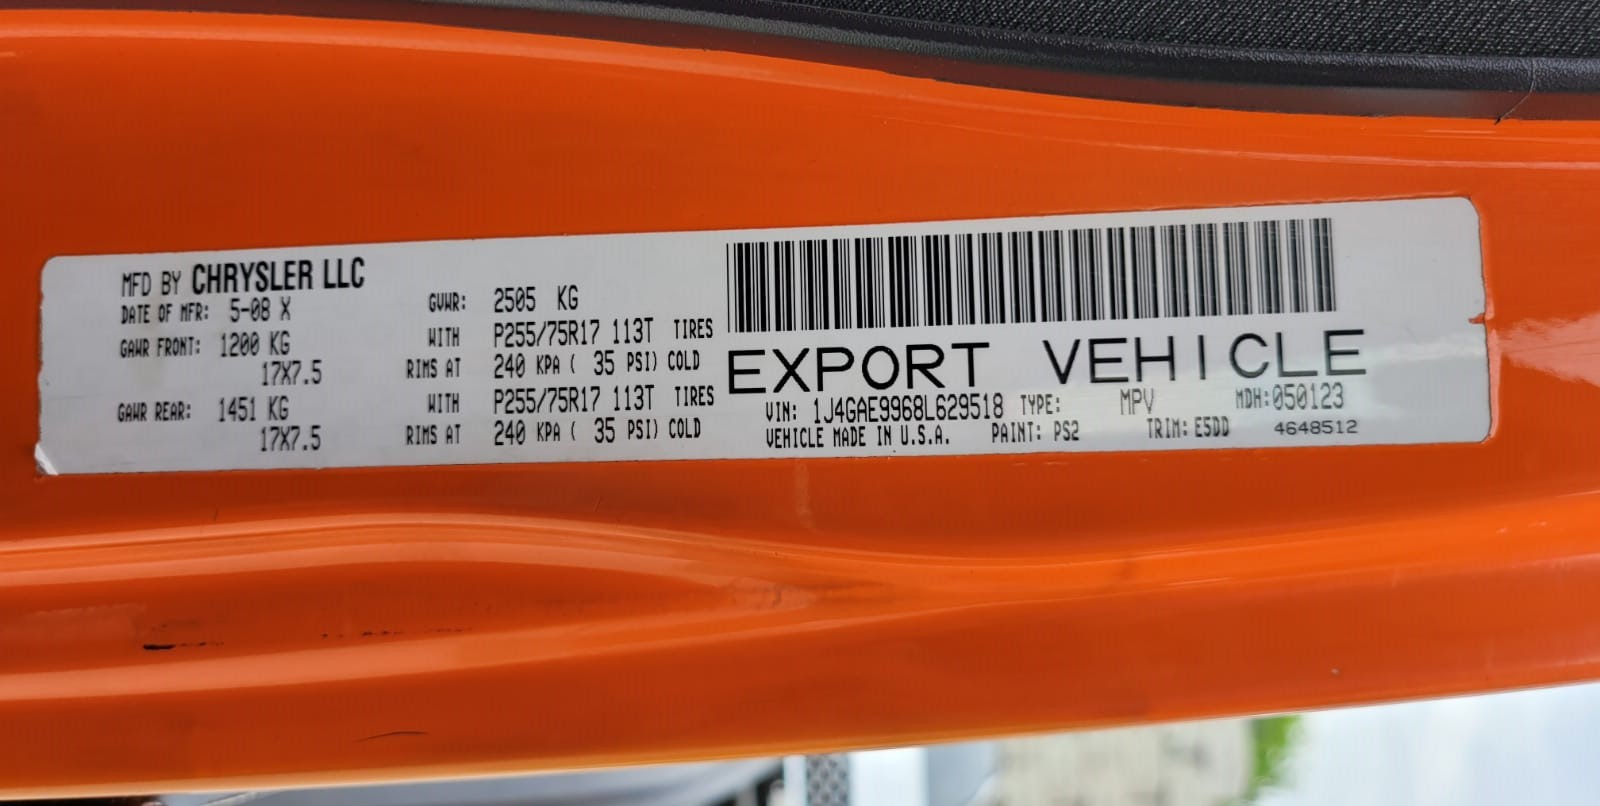 MFD BY CHRYSLER LLC
DATE OF MFR: 5-08 X GVWR: 2505 KG
GAWR FRONT: 1200 KG WITH P255/75R17 113T TIRES
17X7.5 RIMS AT 240 KPA ( 35 PSI) COLD
GAWR REAR: 1451 KG WITH P255/75R17 113T TIRES
17X7.5 RIMS AT 240 KPA ( 35 PSI) COLD
EXPORT VEHICLE
VIN: 1J4GAE9968L629518 TYPE: MPV MDH:050123
VEHICLE MADE IN U.S.A. PAINT: PS2 TRIM: E5DD 4648512